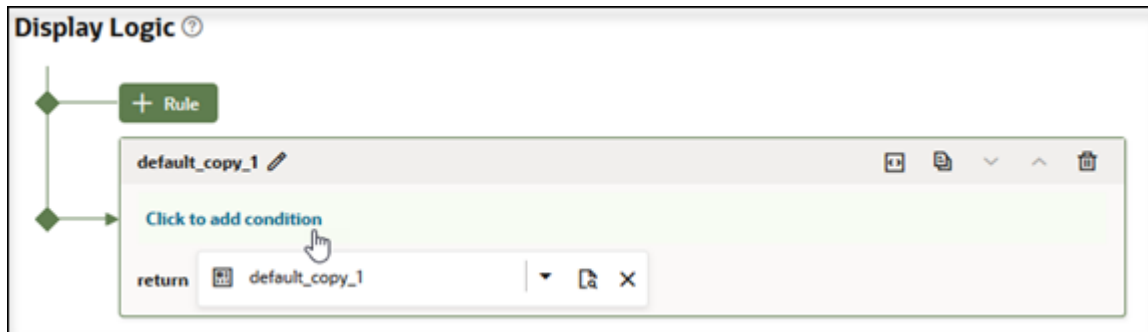 Display Logic ?
+ Rule
default_copy_1
Click to add condition
return default_copy_1